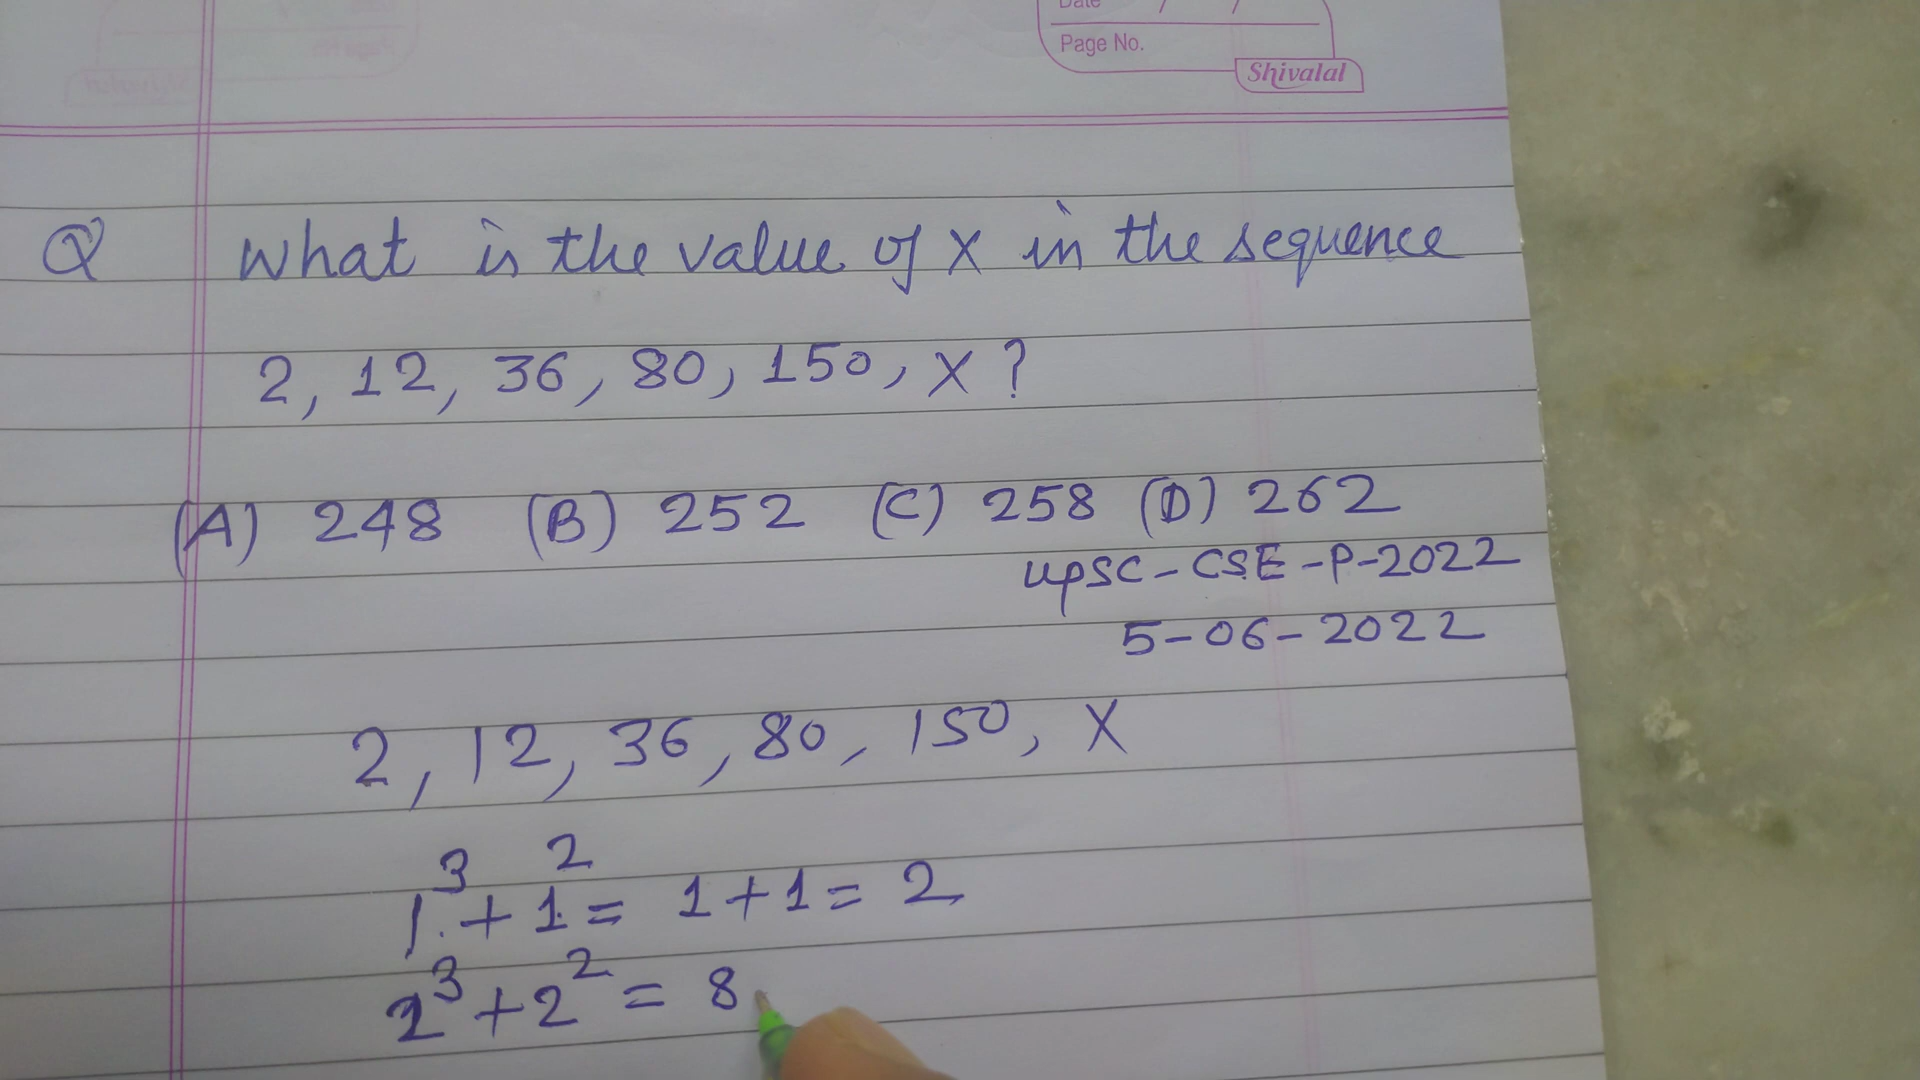 Date / /
Page No.
Shivalal
Q What is the value of X in the sequence
2, 12, 36, 80, 150, X ?
(A) 248 (B) 252 (C) 258 (D) 262
UPSC-CSE-P-2022
5-06-2022
2, 12, 36, 80, 150, X
1³ + 1² = 1 + 1 = 2
2³ + 2² = 8